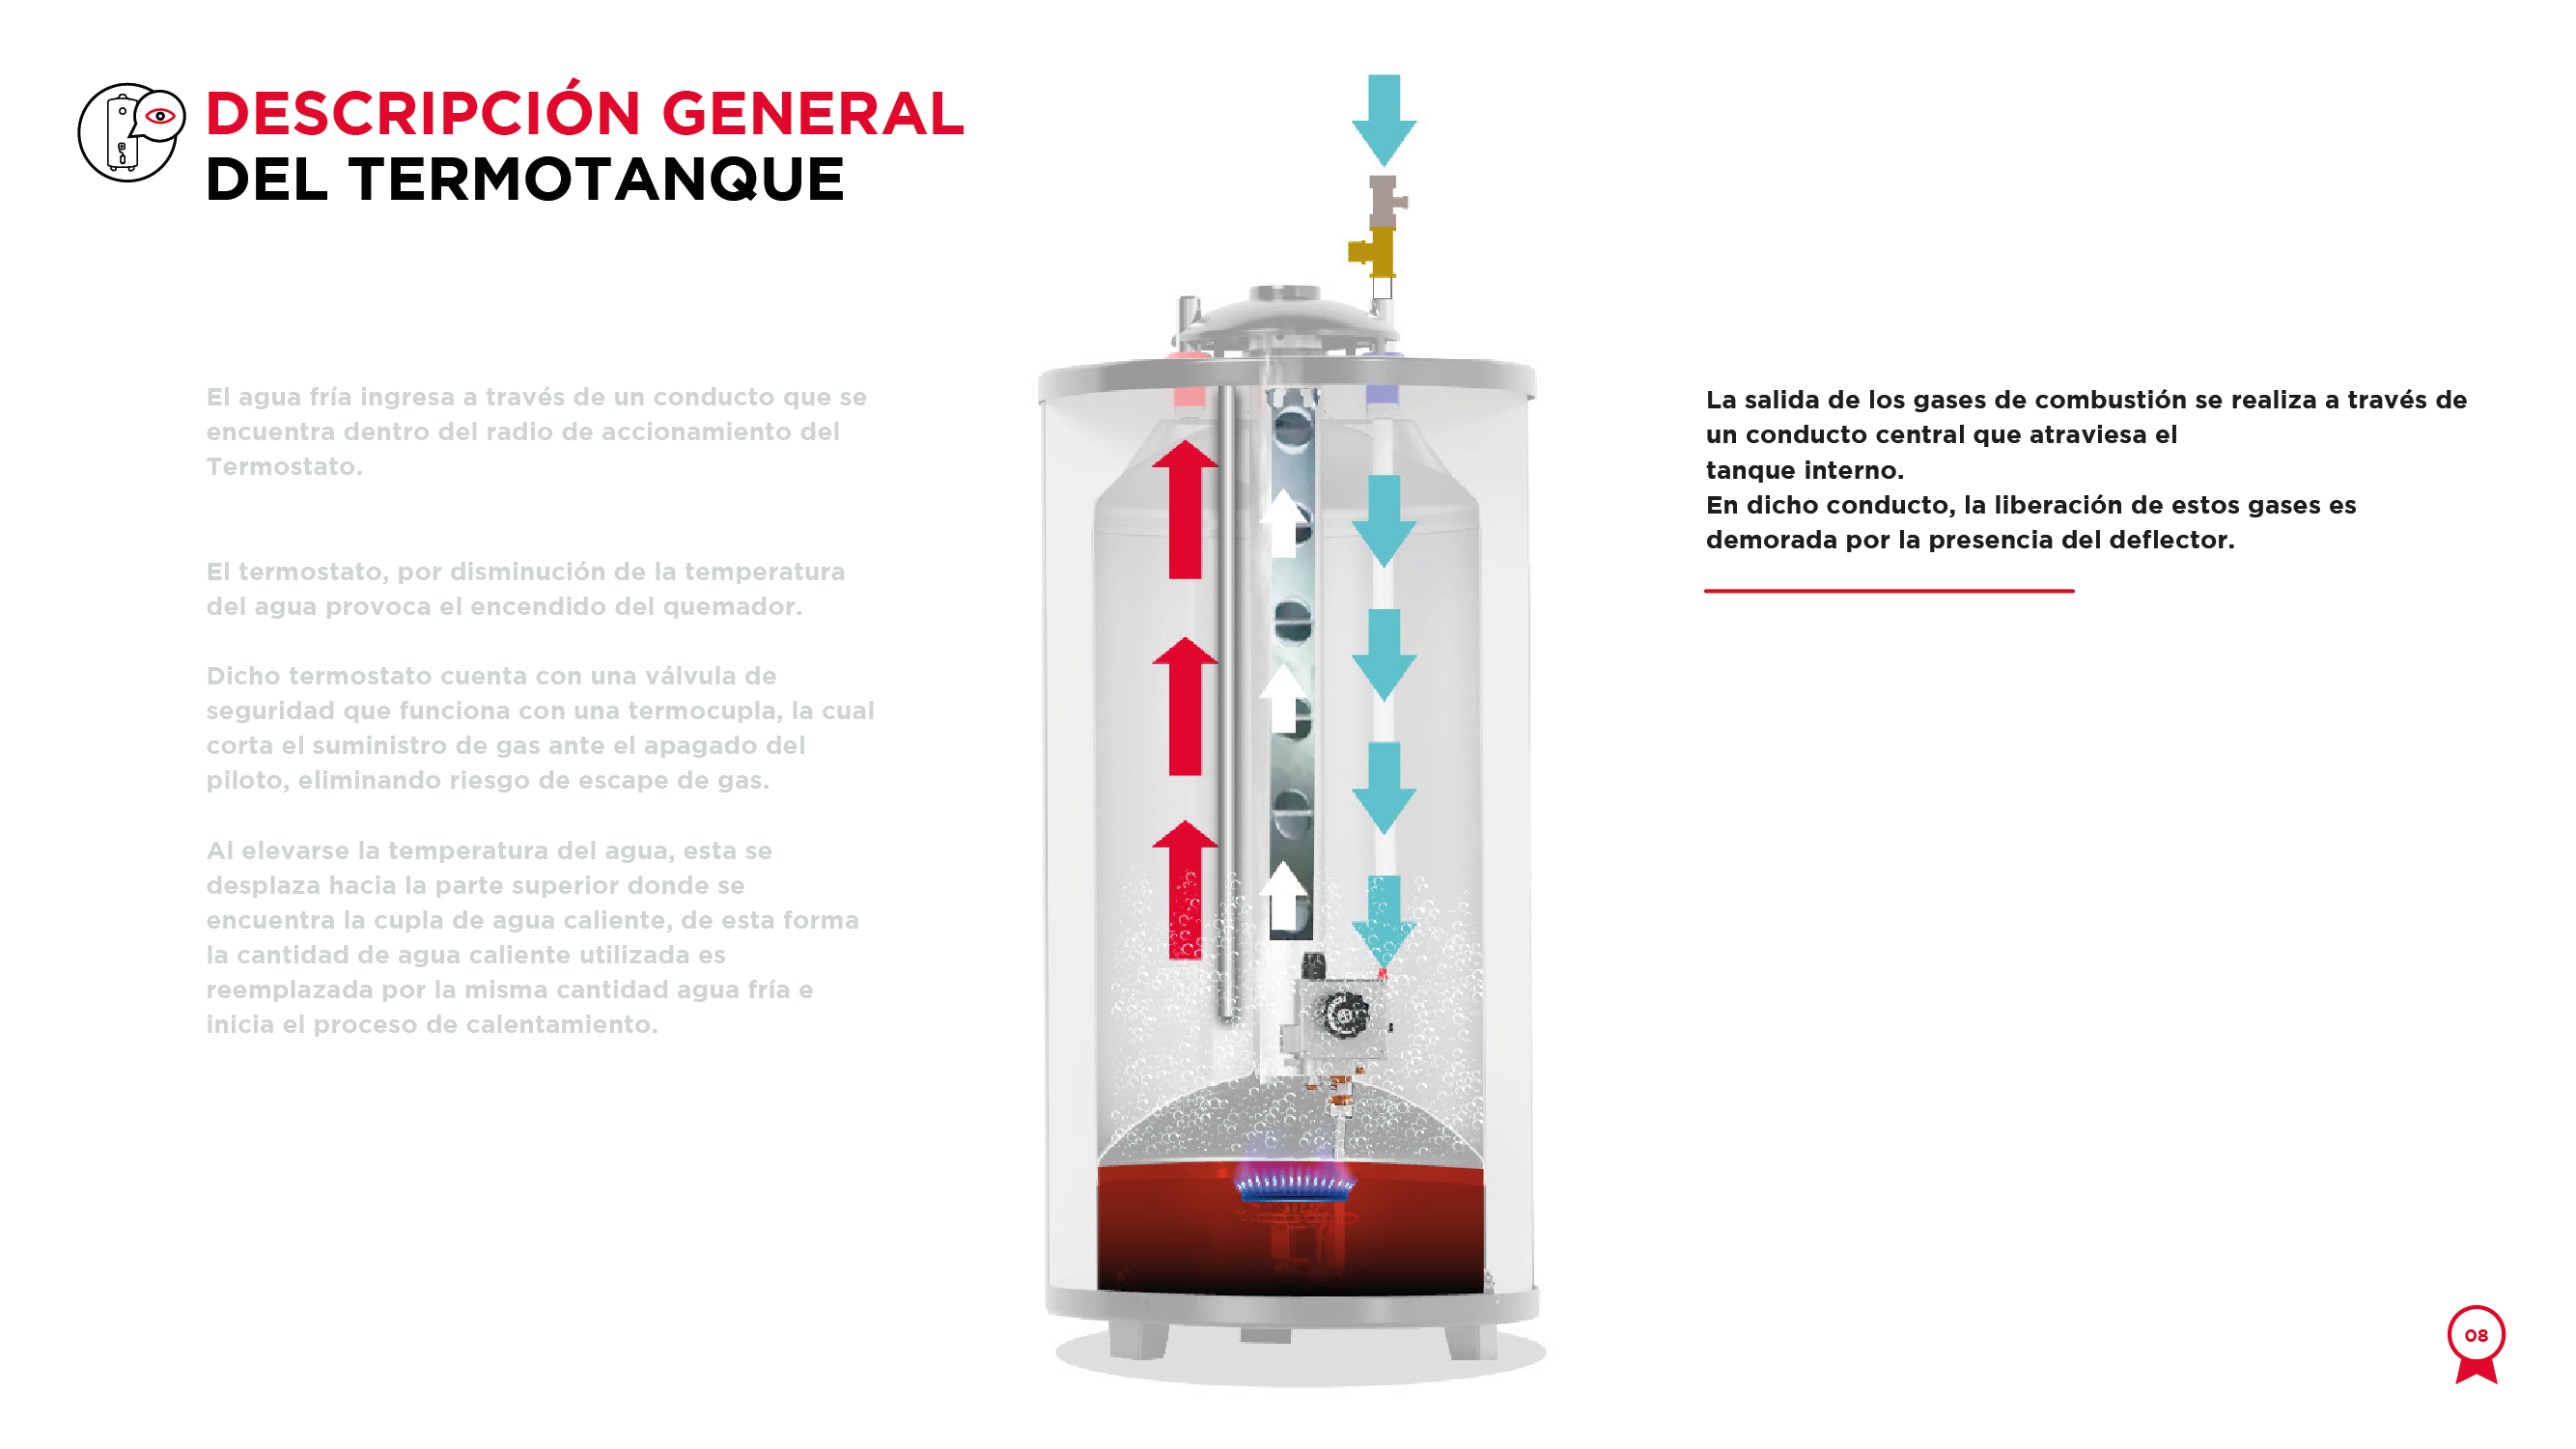 DESCRIPCIÓN GENERAL
DEL TERMOTANQUE
El agua fría ingresa a través de un conducto que se
encuentra dentro del radio de accionamiento del
Termostato.
El termostato, por disminución de la temperatura
del agua provoca el encendido del quemador.
Dicho termostato cuenta con una válvula de
seguridad que funciona con una termocupla, la cual
corta el suministro de gas ante el apagado del
piloto, eliminando riesgo de escape de gas.
Al elevarse la temperatura del agua, esta se
desplaza hacia la parte superior donde se
encuentra la cupla de agua caliente, de esta forma
la cantidad de agua caliente utilizada es
reemplazada por la misma cantidad agua fría e
inicia el proceso de calentamiento.
La salida de los gases de combustión se realiza a través de
un conducto central que atraviesa el
tanque interno.
En dicho conducto, la liberación de estos gases es
demorada por la presencia del deflector.
08